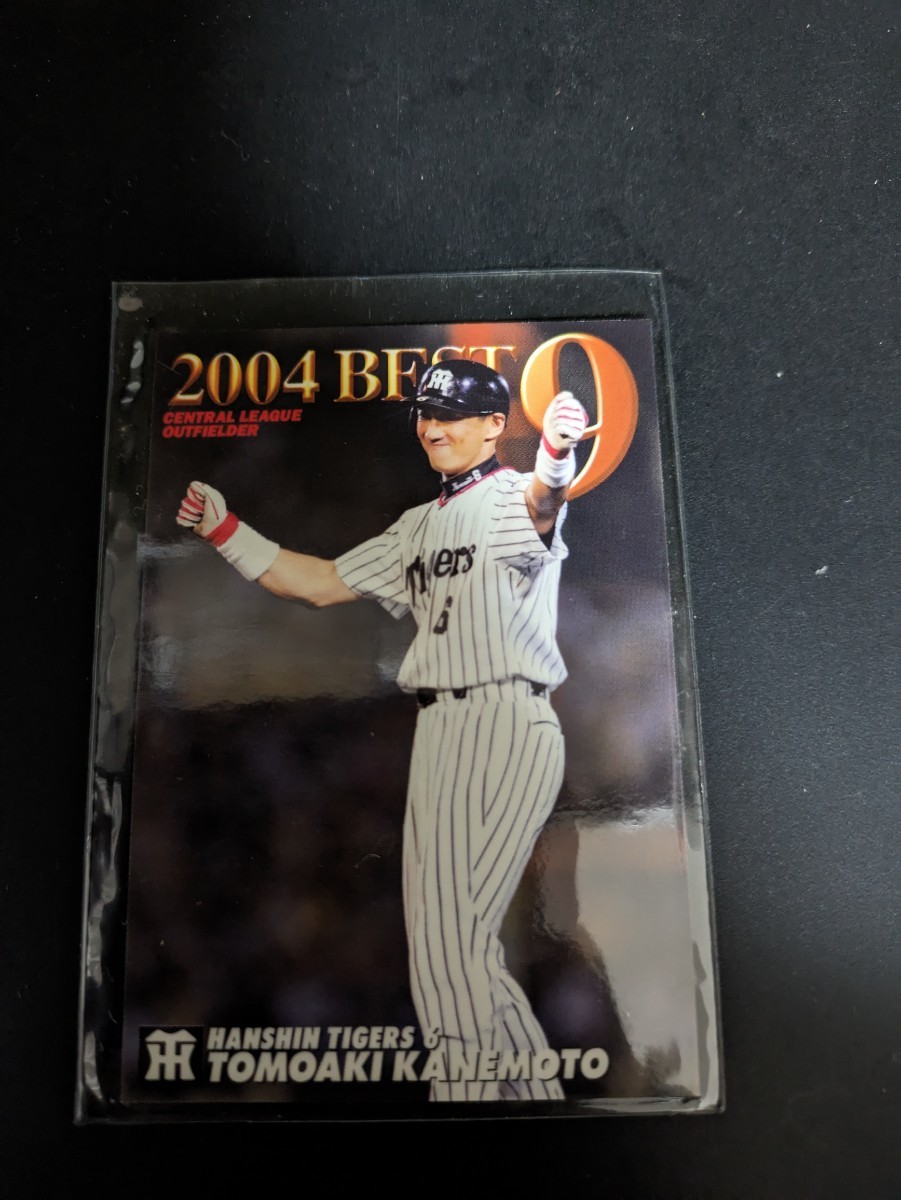 2004 BEST 9
CENTRAL LEAGUE
OUTFIELDER
Tigers
6
HANSHIN TIGERS 6
TOMOAKI KANEMOTO